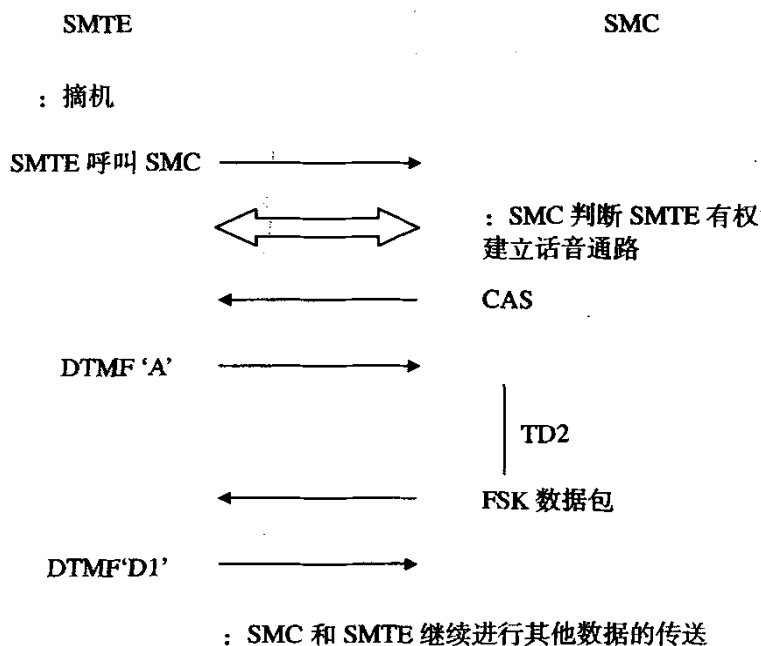 SMTE SMC
：摘机
SMTE 呼叫 SMC
：SMC 判断 SMTE 有权
建立话音通路
CAS
DTMF ‘A’
TD2
FSK 数据包
DTMF‘D1’
：SMC 和 SMTE 继续进行其他数据的传送